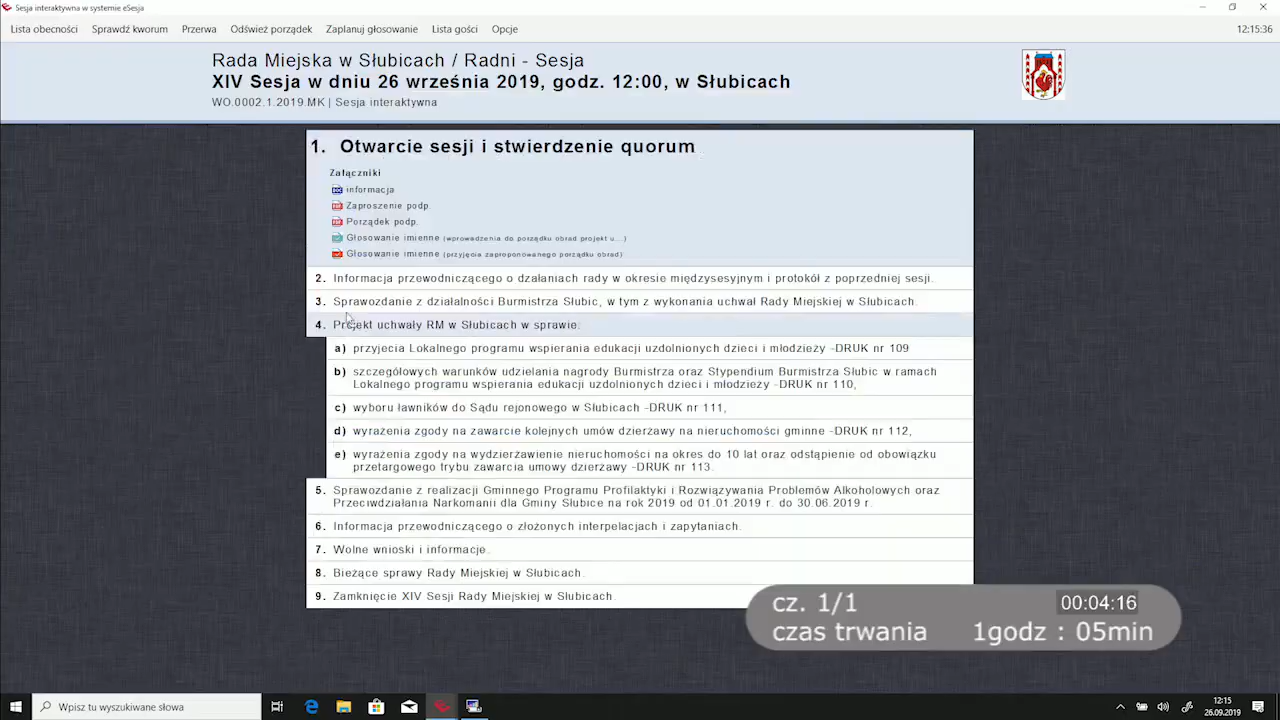 Sesja interaktywna w systemie eSesja
Lista obecności Sprawdź kworum Przerwa Odśwież porządek Zaplanuj głosowanie Lista gości Opcje 12:15:36
Rada Miejska w Słubicach / Radni - Sesja
XIV Sesja w dniu 26 września 2019, godz. 12:00, w Słubicach
WO.0002.1.2019.MK | Sesja interaktywna
1. Otwarcie sesji i stwierdzenie quorum
Załączniki
informacja
Zaproszenie podp.
Porządek podp.
Głosowanie imienne (wprowadzenia do porządku obrad projekt u...)
Głosowanie imienne (przyjęcia zaproponowanego porządku obrad)
2. Informacja przewodniczącego o dzałaniach rady w okresie międzysesyjnym i protokół z poprzedniej sesji.
3. Sprawozdanie z działalności Burmistrza Słubic, w tym z wykonania uchwał Rady Miejskiej w Słubicach.
4. Projekt uchwały RM w Słubicach w sprawie:
a) przyjecia Lokalnego programu wspierania edukacji uzdolnionych dzieci i młodzieży -DRUK nr 109
b) szczegółowych warunków udzielania nagrody Burmistrza oraz Stypendium Burmistrza Słubic w ramach
Lokalnego programu wspierania edukacji uzdolnionych dzieci i młodzieży -DRUK nr 110,
c) wyboru ławników do Sądu rejonowego w Słubicach -DRUK nr 111,
d) wyrażenia zgody na zawarcie kolejnych umów dzierżawy na nieruchomości gminne -DRUK nr 112,
e) wyrażenia zgody na wydzierżawienie nieruchomości na okres do 10 lat oraz odstąpienie od obowiązku
przetargowego trybu zawarcia umowy dzierżawy -DRUK nr 113.
5. Sprawozdanie z realizacji Gminnego Programu Profilaktyki i Rozwiązywania Problemów Alkoholowych oraz
Przeciwdziałania Narkomanii dla Gminy Słubice na rok 2019 od 01.01.2019 r. do 30.06.2019 r.
6. Informacja przewodniczącego o złożonych interpelacjach i zapytaniach.
7. Wolne wnioski i informacje.
8. Bieżące sprawy Rady Miejskiej w Słubicach.
9. Zamknięcie XIV Sesji Rady Miejskiej w Słubicach.
cz. 1/1 00:04:16
czas trwania 1godz : 05min
Wpisz tu wyszukiwane słowa
12:15
26.09.2019